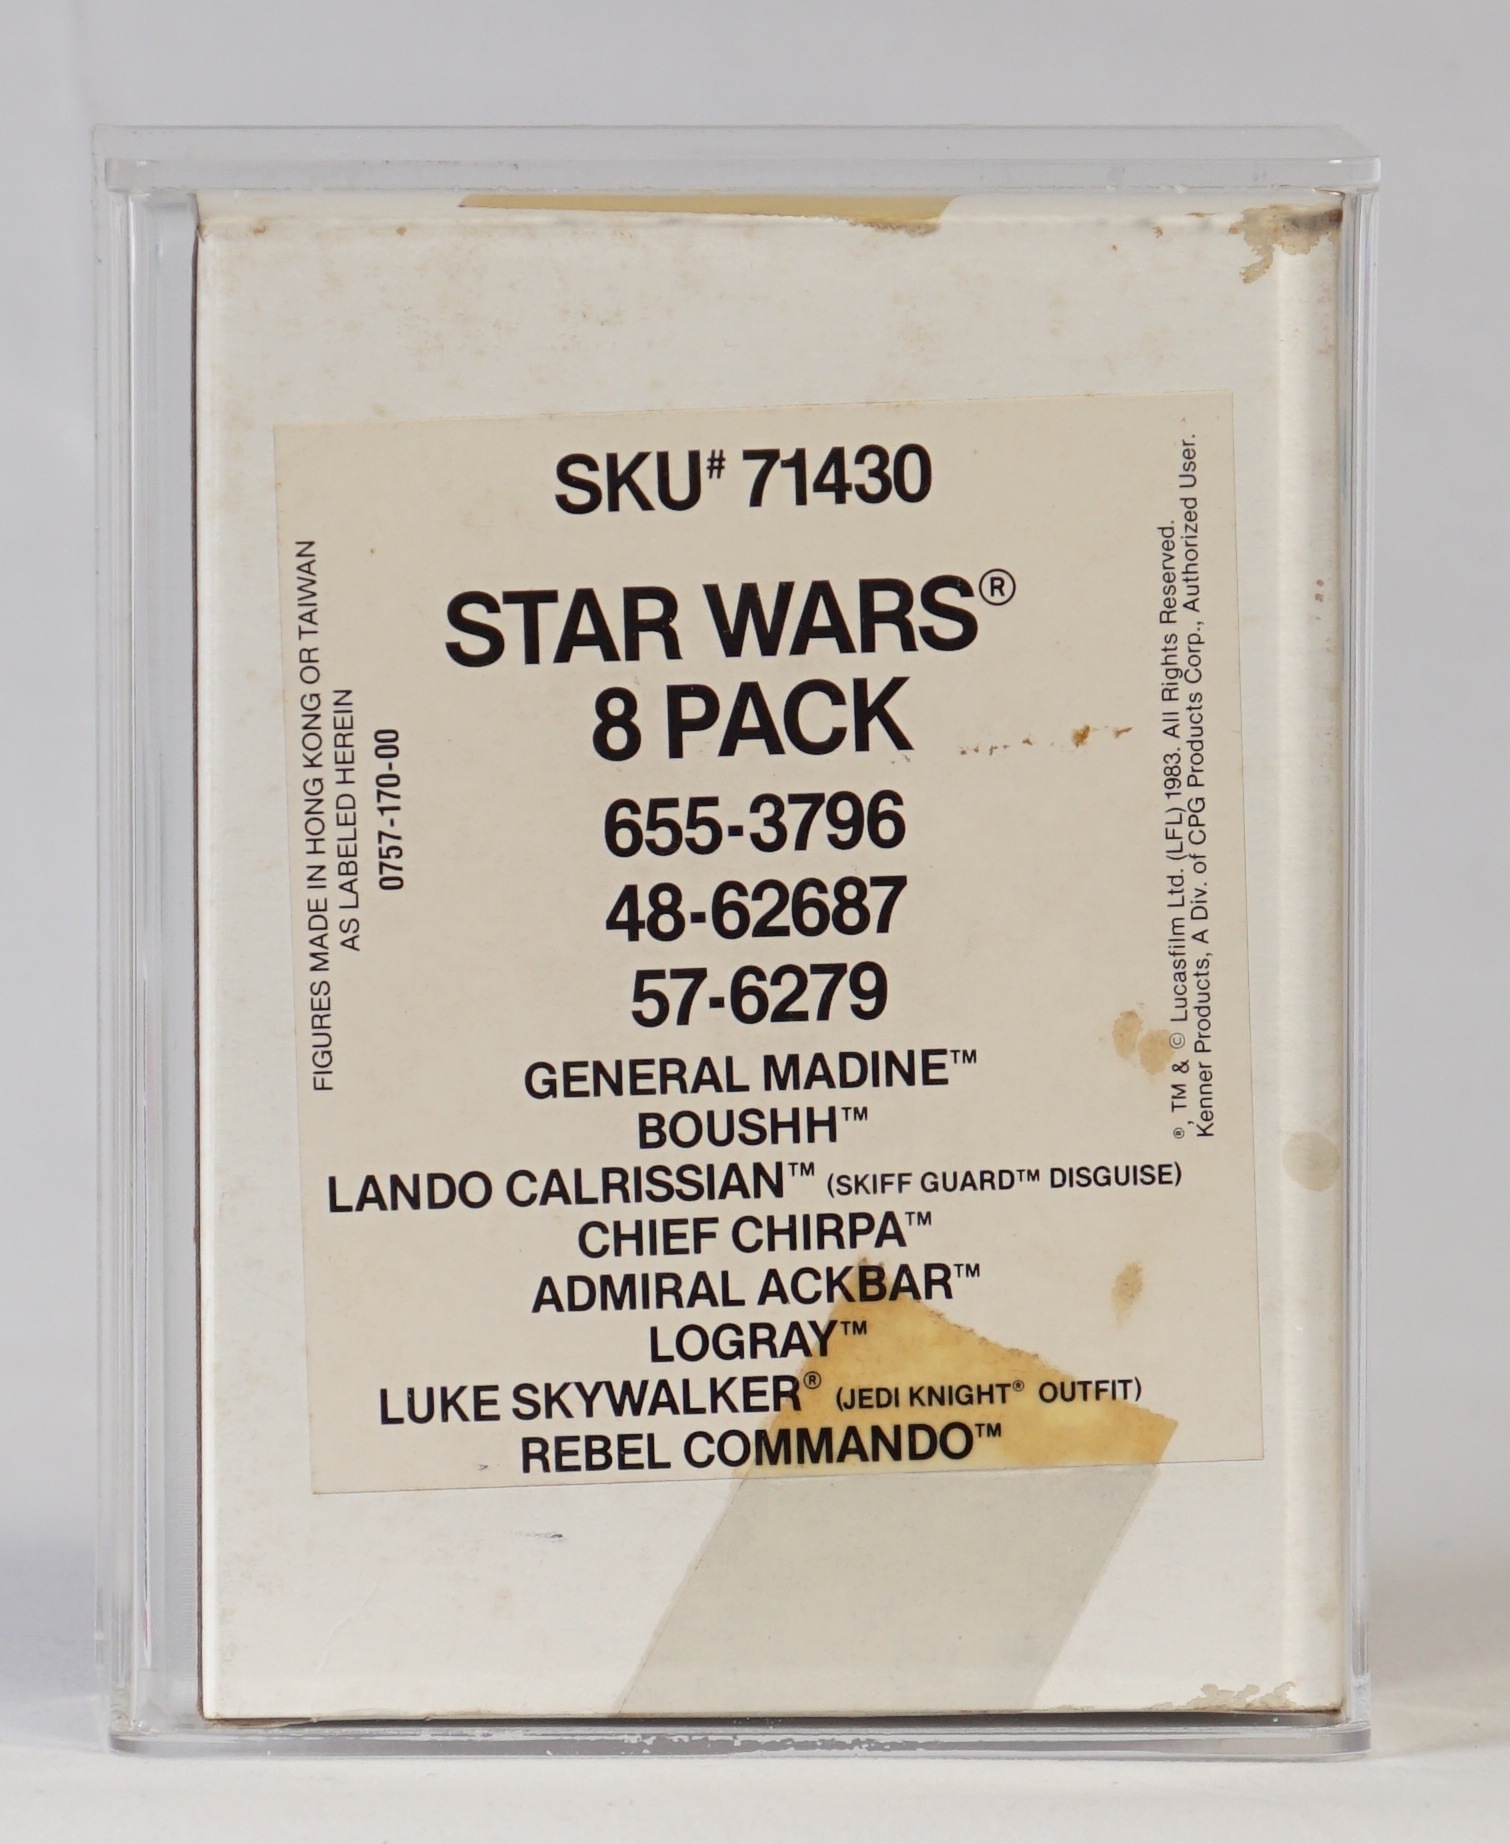 SKU# 71430
STAR WARS®
8 PACK
655-3796
48-62687
57-6279
GENERAL MADINE™
BOUSHH™
LANDO CALRISSIAN™ (SKIFF GUARD™ DISGUISE)
CHIEF CHIRPA™
ADMIRAL ACKBAR™
LOGRAY™
LUKE SKYWALKER® (JEDI KNIGHT® OUTFIT)
REBEL COMMANDO™
FIGURES MADE IN HONG KONG OR TAIWAN
AS LABELED HEREIN
0757-170-00
®, TM & © Lucasfilm Ltd. (LFL) 1983. All Rights Reserved.
Kenner Products, A Div. of CPG Products Corp., Authorized User.